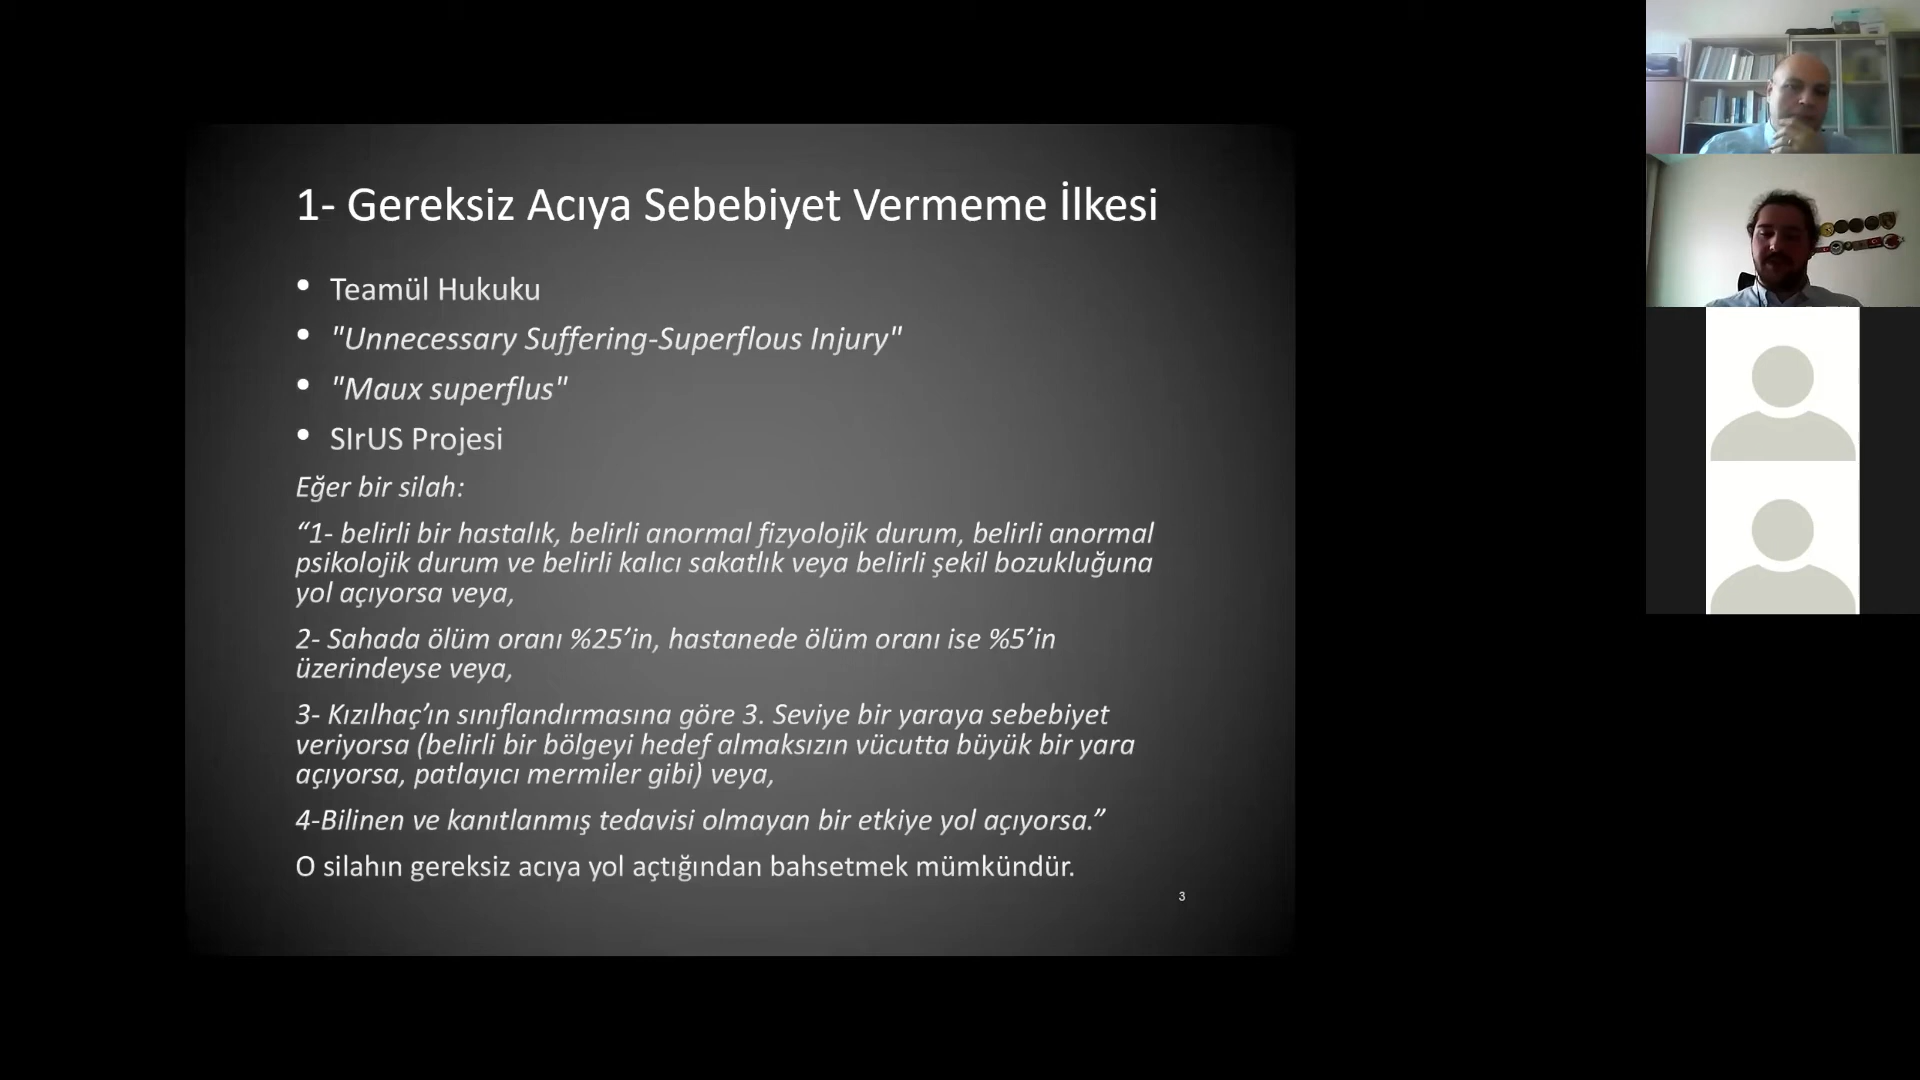 1- Gereksiz Acıya Sebebiyet Vermeme İlkesi
• Teamül Hukuku
• "Unnecessary Suffering-Superflous Injury"
• "Maux superflus"
• SIrUS Projesi
Eğer bir silah:
“1- belirli bir hastalık, belirli anormal fizyolojik durum, belirli anormal
psikolojik durum ve belirli kalıcı sakatlık veya belirli şekil bozukluğuna
yol açıyorsa veya,
2- Sahada ölüm oranı %25’in, hastanede ölüm oranı ise %5’in
üzerindeyse veya,
3- Kızılhaç’ın sınıflandırmasına göre 3. Seviye bir yaraya sebebiyet
veriyorsa (belirli bir bölgeyi hedef almaksızın vücutta büyük bir yara
açıyorsa, patlayıcı mermiler gibi) veya,
4-Bilinen ve kanıtlanmış tedavisi olmayan bir etkiye yol açıyorsa.”
O silahın gereksiz acıya yol açtığından bahsetmek mümkündür.
3